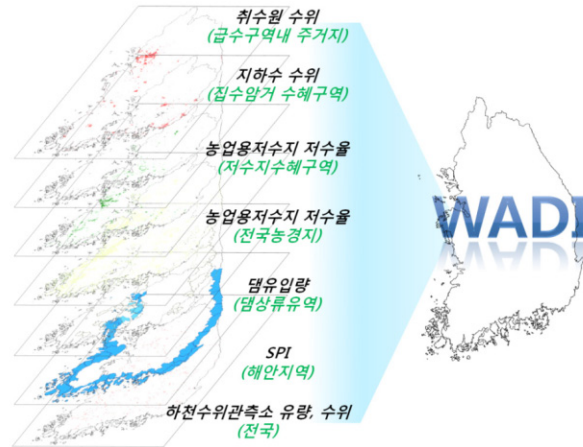 취수원 수위
(급수구역내 주거지)
지하수 수위
(집수암거 수혜구역)
농업용저수지 저수율
(저수지수혜구역)
농업용저수지 저수율
(전국농경지)
댐유입량
(댐상류유역)
SPI
(해안지역)
하천수위관측소 유량, 수위
(전국)
WADI